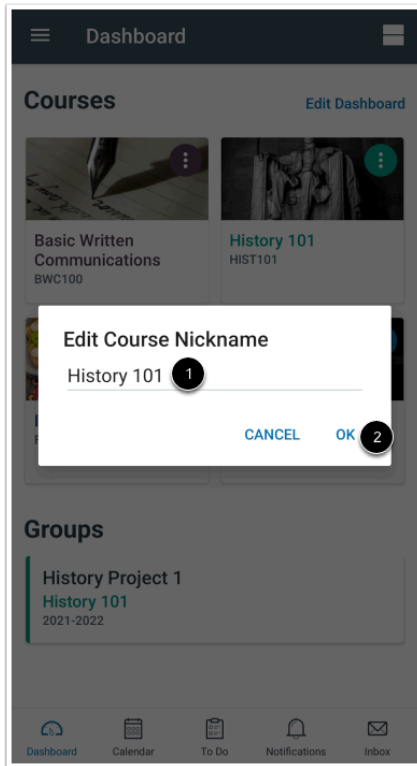 Dashboard
Courses
Edit Dashboard
Basic Written
Communications
BWC100
History 101
HIST101
Edit Course Nickname
History 101 1
CANCEL OK 2
Groups
History Project 1
History 101
2021-2022
Dashboard Calendar To Do Notifications Inbox